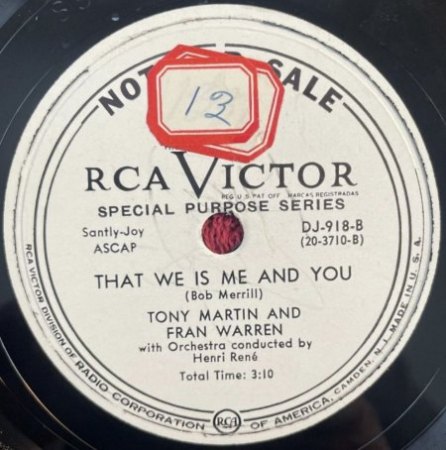 NOT FOR SALE
12
RCA VICTOR
REG. U.S. PAT. OFF. MARCAS REGISTRADAS
SPECIAL PURPOSE SERIES
Santly-Joy
ASCAP
DJ-918-B
(20-3710-B)
THAT WE IS ME AND YOU
(Bob Merrill)
TONY MARTIN AND
FRAN WARREN
with Orchestra conducted by
Henri René
Total Time: 3:10
RCA VICTOR DIVISION OF RADIO CORPORATION OF AMERICA, CAMDEN, N. J. MADE IN U. S. A.
RCA